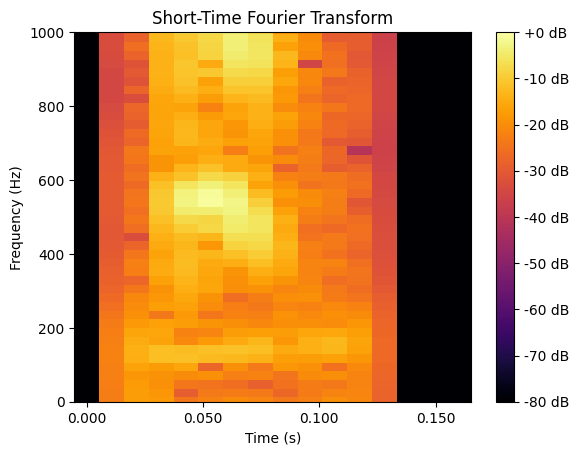 Short-Time Fourier Transform
1000
800
600
400
200
0
Frequency (Hz)
0.000
0.050
0.100
0.150
Time (s)
+0 dB
-10 dB
-20 dB
-30 dB
-40 dB
-50 dB
-60 dB
-70 dB
-80 dB